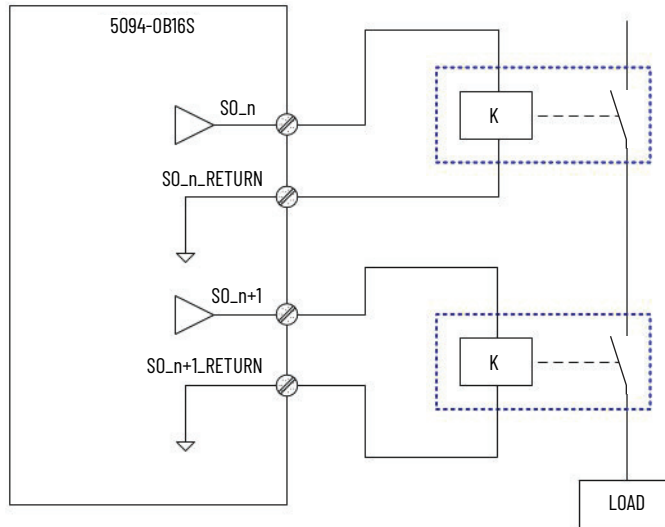 5094-OB16S
SO_n
K
SO_n_RETURN
SO_n+1
K
SO_n+1_RETURN
LOAD